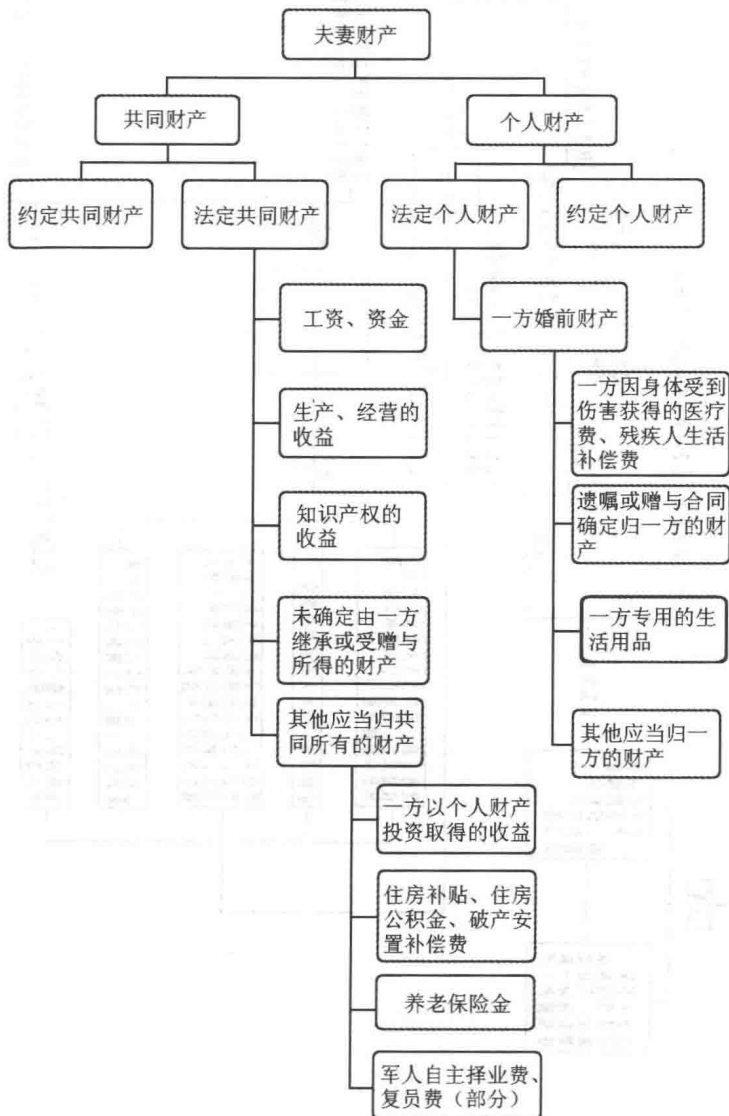 夫妻财产
共同财产
个人财产
约定共同财产
法定共同财产
法定个人财产
约定个人财产
工资、资金
生产、经营的
收益
知识产权的
收益
未确定由一方
继承或受赠与
所得的财产
其他应当归共
同所有的财产
一方以个人财产
投资取得的收益
住房补贴、住房
公积金、破产安
置补偿费
养老保险金
军人自主择业费、
复员费（部分）
一方婚前财产
一方因身体受到
伤害获得的医疗
费、残疾人生活
补偿费
遗嘱或赠与合同
确定归一方的财
产
一方专用的生
活用品
其他应当归一
方的财产